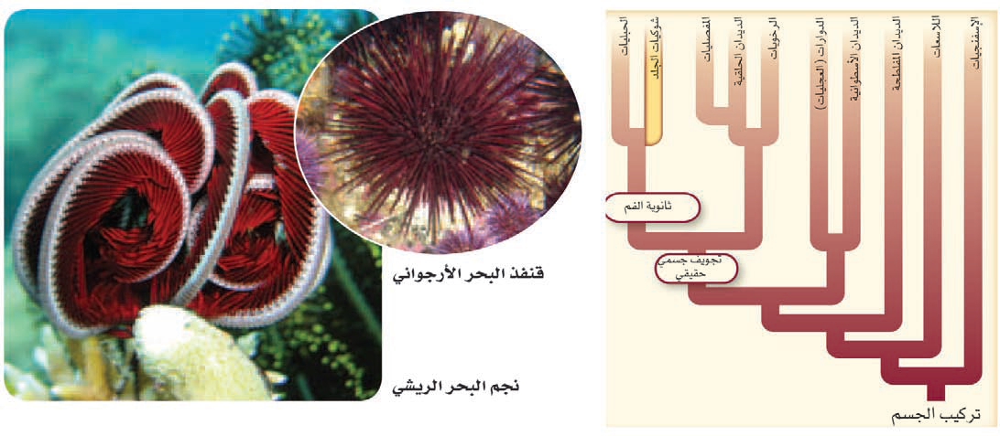 الإسفنجيات
اللاسعات
الديدان المفلطحة
الديدان الأسطوانية
الدوارات (العجليات)
الرخويات
الديدان الحلقية
المفصليات
شوكيات الجلد
الحبليات
ثانوية الفم
تجويف جسمي
حقيقي
تركيب الجسم
قنفذ البحر الأرجواني
نجم البحر الريشي